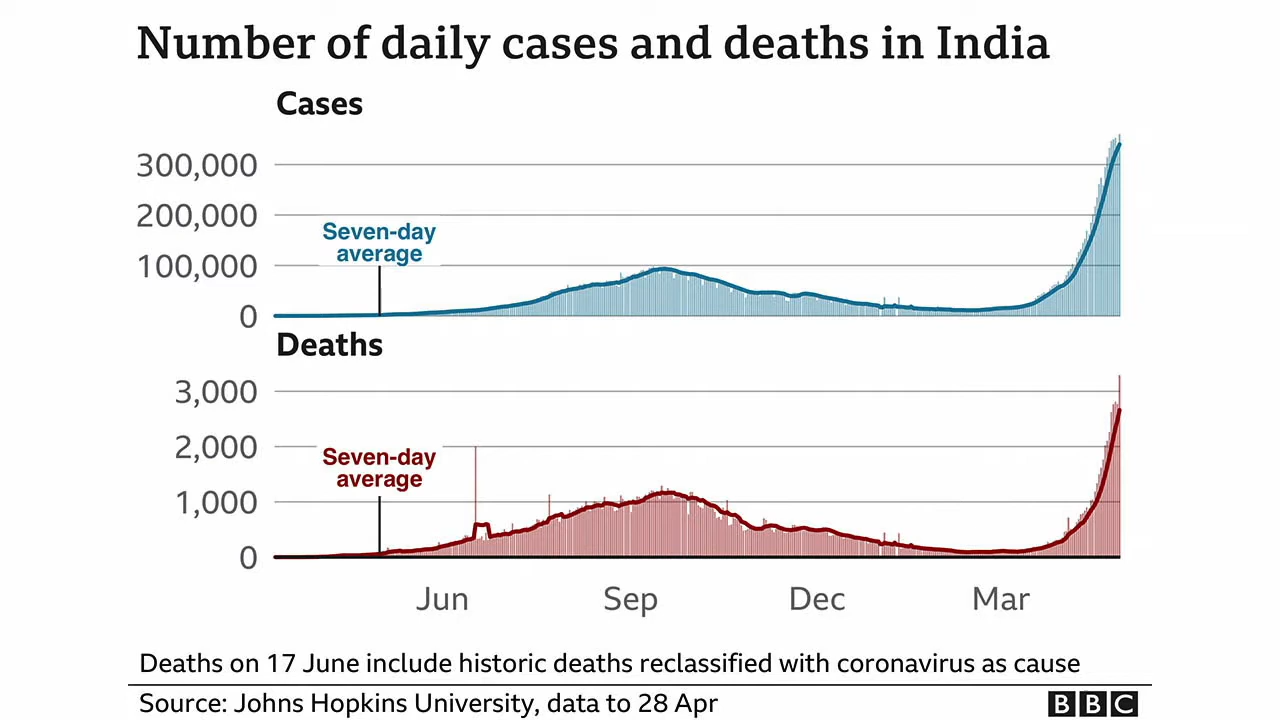 Number of daily cases and deaths in India
Cases
300,000
200,000
Seven-day
average
100,000
0
Deaths
3,000
2,000
Seven-day
average
1,000
0
Jun Sep Dec Mar
Deaths on 17 June include historic deaths reclassified with coronavirus as cause
Source: Johns Hopkins University, data to 28 Apr
BBC